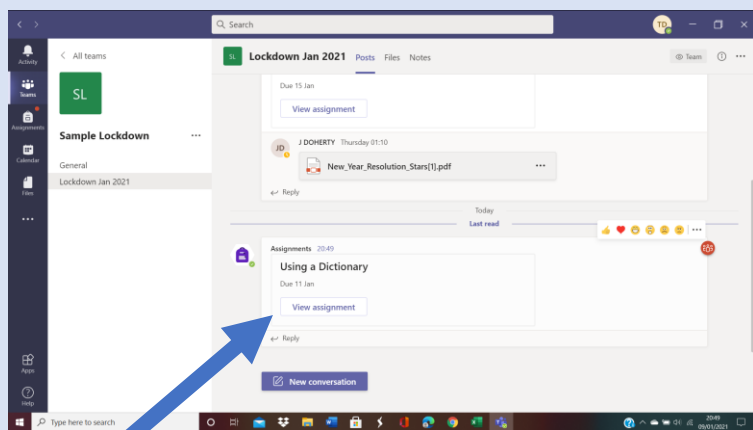 Search
TD
Activity
Teams
Assignments
Calendar
Files
Apps
Help
All teams
SL
Sample Lockdown
General
Lockdown Jan 2021
SL
Lockdown Jan 2021 Posts Files Notes
Team
Due 15 Jan
View assignment
JD
J DOHERTY Thursday 01:10
New_Year_Resolution_Stars[1].pdf
Reply
Today
Last read
Assignments 20:49
Using a Dictionary
Due 11 Jan
View assignment
Reply
New conversation
Type here to search
20:49
09/01/2021